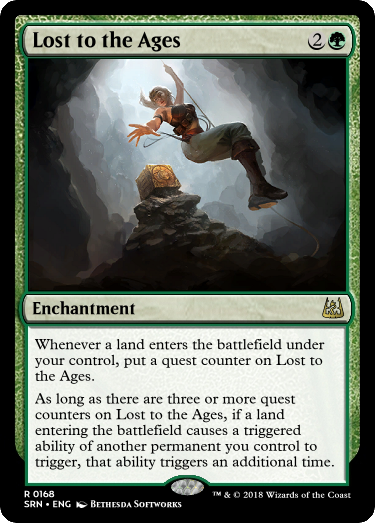 Lost to the Ages 2
Enchantment
Whenever a land enters the battlefield under
your control, put a quest counter on Lost to
the Ages.
As long as there are three or more quest
counters on Lost to the Ages, if a land
entering the battlefield causes a triggered
ability of another permanent you control to
trigger, that ability triggers an additional time.
R 0168
SRN • ENG Bethesda Softworks
™ & © 2018 Wizards of the Coast